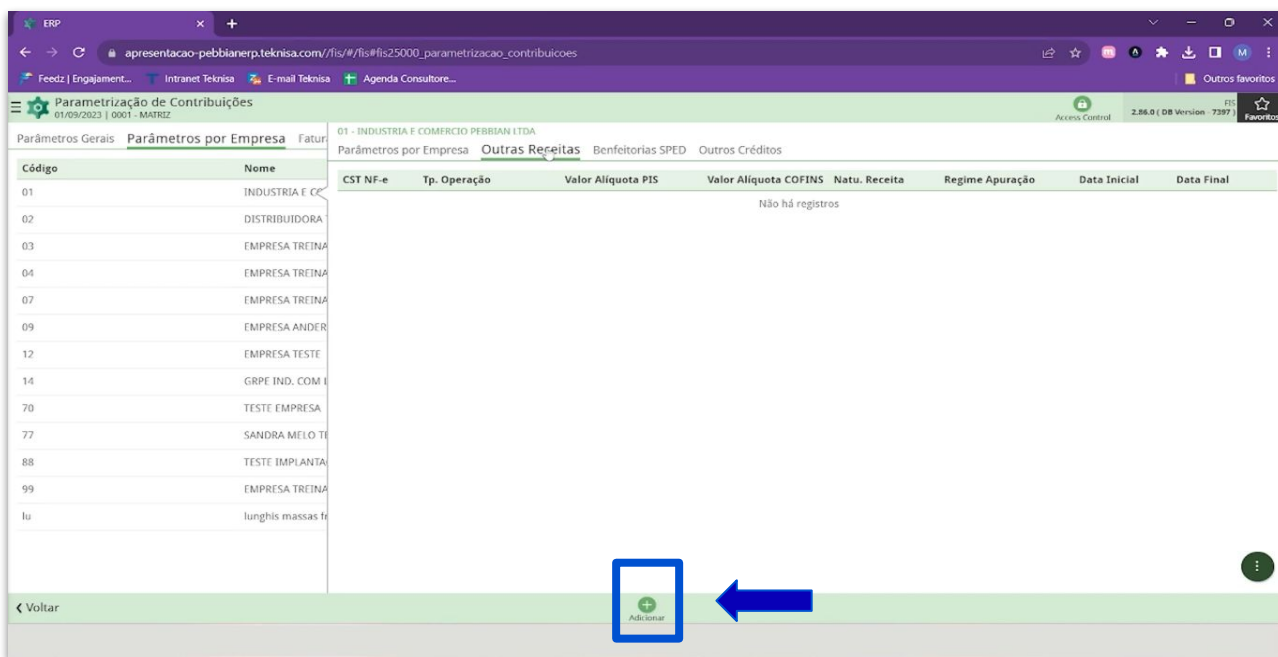 ERP
apresentacao-pebbianerp.teknisa.com//fis/#/fis#fis25000_parametrizacao_contribuicoes
Feedz | Engajament... Intranet Teknisa E-mail Teknisa Agenda Consultore... Outros favoritos
Parametrização de Contribuições
01/09/2023 | 0001 - MATRIZ
Access Control
FIS
2.86.0 ( DB Version 7397 )
Favoritos
Parâmetros Gerais Parâmetros por Empresa Fatur
Código Nome
01 INDUSTRIA E CO
02 DISTRIBUIDORA
03 EMPRESA TREINA
04 EMPRESA TREINA
07 EMPRESA TREINA
09 EMPRESA ANDER
12 EMPRESA TESTE
14 GRPE IND. COM
70 TESTE EMPRESA
77 SANDRA MELO TE
88 TESTE IMPLANTA
99 EMPRESA TREINA
lu lunghis massas fr
01 - INDUSTRIA E COMERCIO PEBBIAN LTDA
Parâmetros por Empresa Outras Receitas Benfeitorias SPED Outros Créditos
CST NF-e Tp. Operação Valor Alíquota PIS Valor Alíquota COFINS Natu. Receita Regime Apuração Data Inicial Data Final
Não há registros
Voltar
Adicionar